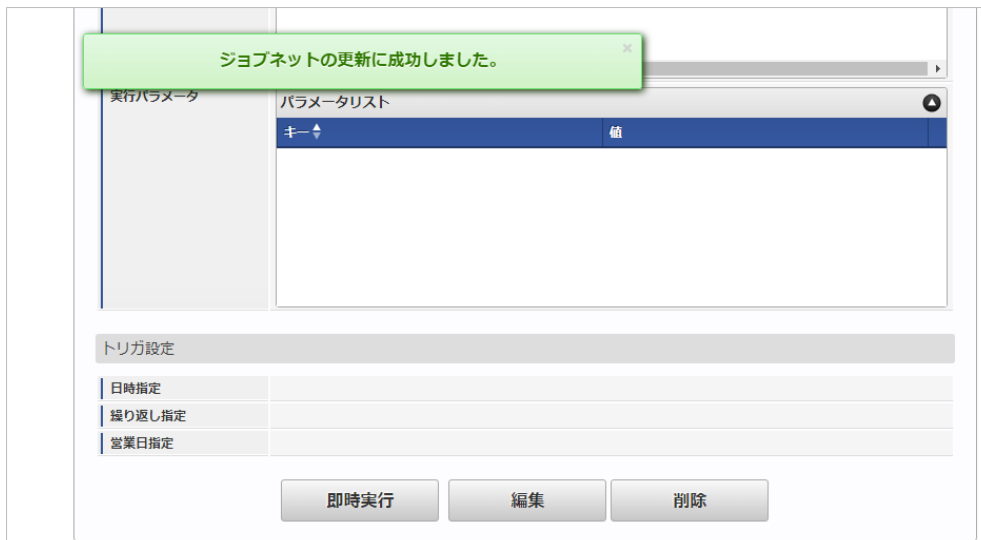 ジョブネットの更新に成功しました。 ×
実行パラメータ
パラメータリスト
キー 値
トリガ設定
日時指定
繰り返し指定
営業日指定
即時実行 編集 削除